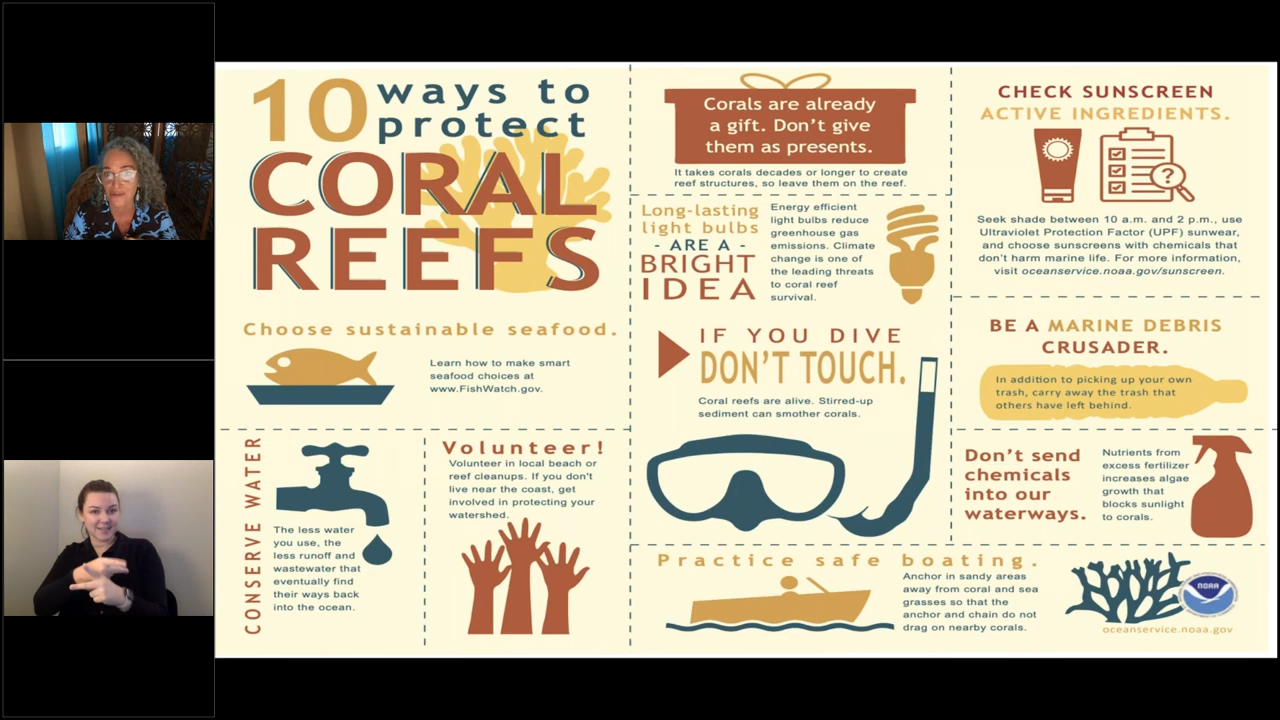 10 ways to
protect
CORAL
REEFS
Choose sustainable seafood.
Learn how to make smart
seafood choices at
www.FishWatch.gov.
CONSERVE WATER
The less water
you use, the
less runoff and
wastewater that
eventually find
their ways back
into the ocean.
Volunteer!
Volunteer in local beach or
reef cleanups. If you don't
live near the coast, get
involved in protecting your
watershed.
Corals are already
a gift. Don't give
them as presents.
It takes corals decades or longer to create
reef structures, so leave them on the reef.
Long-lasting
light bulbs
- ARE A -
BRIGHT
IDEA
Energy efficient
light bulbs reduce
greenhouse gas
emissions. Climate
change is one of
the leading threats
to coral reef
survival.
IF YOU DIVE
DON'T TOUCH.
Coral reefs are alive. Stirred-up
sediment can smother corals.
Practice safe boating.
Anchor in sandy areas
away from coral and sea
grasses so that the
anchor and chain do not
drag on nearby corals.
CHECK SUNSCREEN
ACTIVE INGREDIENTS.
?
Seek shade between 10 a.m. and 2 p.m., use
Ultraviolet Protection Factor (UPF) sunwear,
and choose sunscreens with chemicals that
don't harm marine life. For more information,
visit oceanservice.noaa.gov/sunscreen.
BE A MARINE DEBRIS
CRUSADER.
In addition to picking up your own
trash, carry away the trash that
others have left behind.
Don't send
chemicals
into our
waterways.
Nutrients from
excess fertilizer
increases algae
growth that
blocks sunlight
to corals.
NOAA
oceanservice.noaa.gov